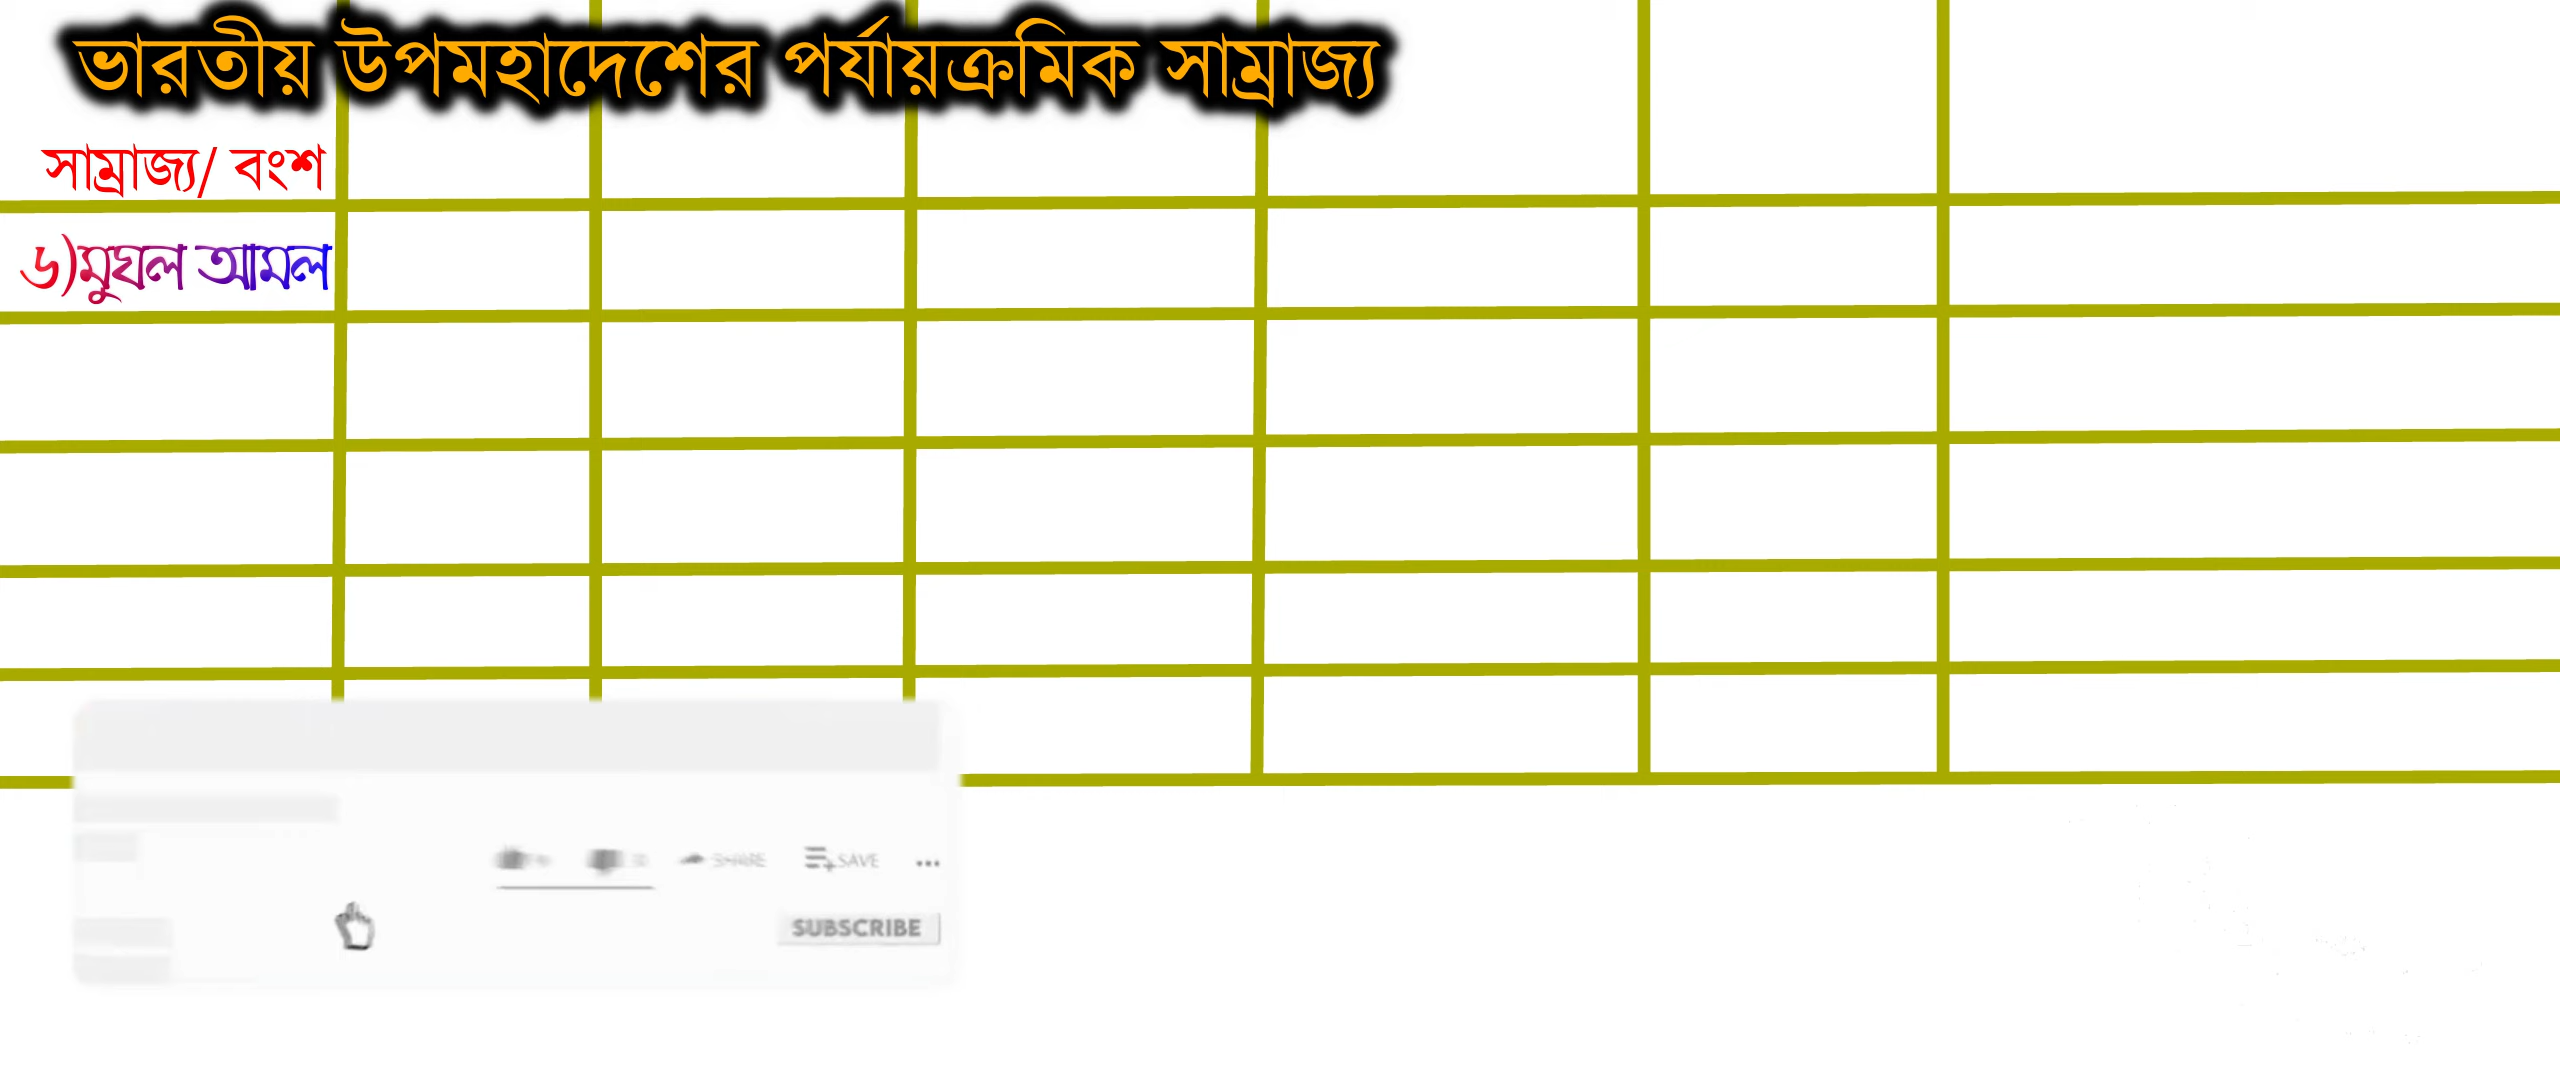 ভারতীয় উপমহাদেশের পর্যায়ক্রমিক সাম্রাজ্য
সাম্রাজ্য/ বংশ
৬)মুঘল আমল
SHARE
SAVE
...
SUBSCRIBE